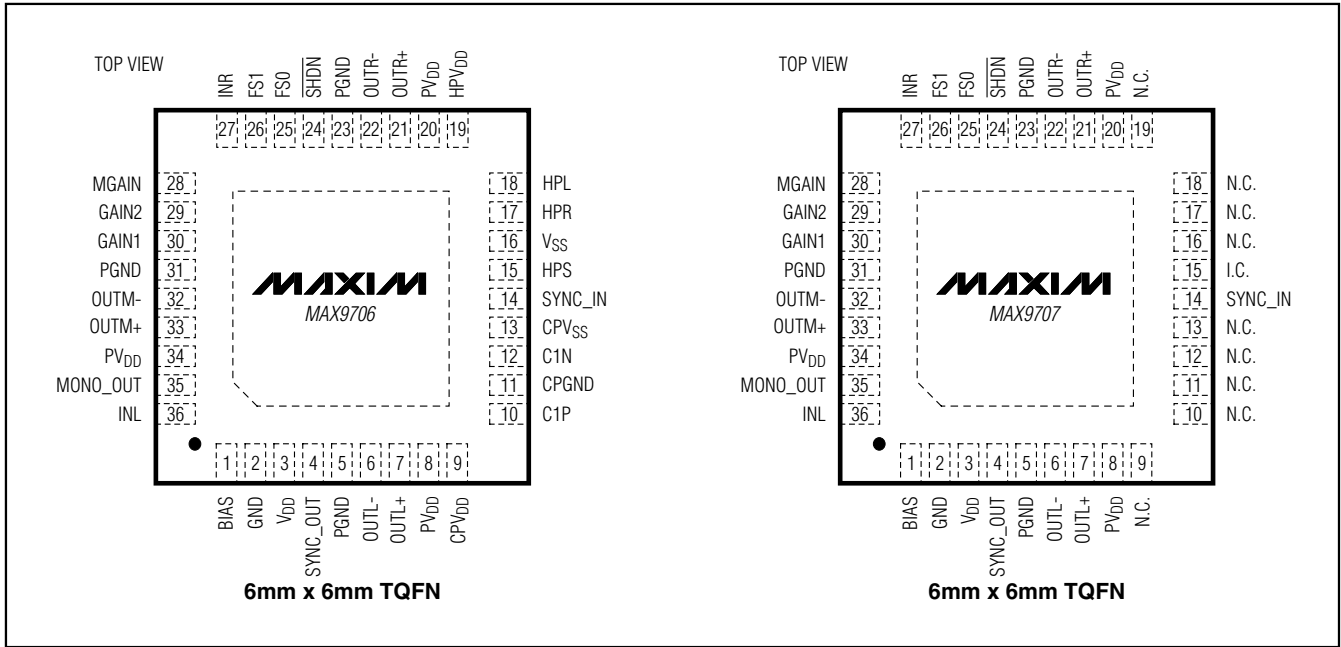 TOP VIEW
INR FS1 FS0 SHDN PGND OUTR- OUTR+ PVDD HPVDD
27 26 25 24 23 22 21 20 19
MGAIN 28
GAIN2 29
GAIN1 30
PGND 31
OUTM- 32
OUTM+ 33
PVDD 34
MONO_OUT 35
INL 36
MAXIM
MAX9706
18 HPL
17 HPR
16 VSS
15 HPS
14 SYNC_IN
13 CPVSS
12 C1N
11 CPGND
10 C1P
1 2 3 4 5 6 7 8 9
BIAS GND VDD SYNC_OUT PGND OUTL- OUTL+ PVDD CPVDD
6mm x 6mm TQFN
TOP VIEW
INR FS1 FS0 SHDN PGND OUTR- OUTR+ PVDD N.C.
27 26 25 24 23 22 21 20 19
MGAIN 28
GAIN2 29
GAIN1 30
PGND 31
OUTM- 32
OUTM+ 33
PVDD 34
MONO_OUT 35
INL 36
MAXIM
MAX9707
18 N.C.
17 N.C.
16 N.C.
15 I.C.
14 SYNC_IN
13 N.C.
12 N.C.
11 N.C.
10 N.C.
1 2 3 4 5 6 7 8 9
BIAS GND VDD SYNC_OUT PGND OUTL- OUTL+ PVDD N.C.
6mm x 6mm TQFN